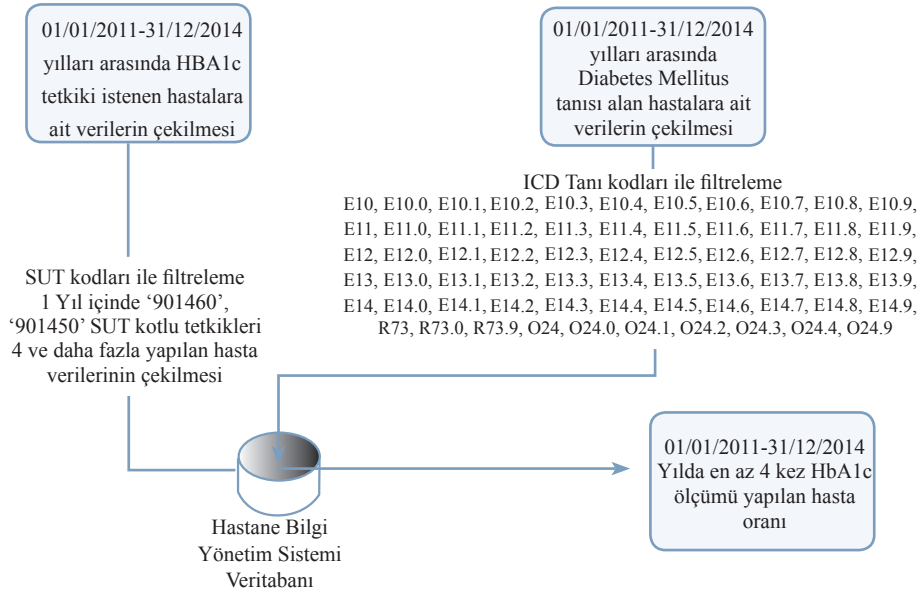 01/01/2011-31/12/2014
yılları arasında HBA1c
tetkiki istenen hastalara
ait verilerin çekilmesi
01/01/2011-31/12/2014
yılları arasında
Diabetes Mellitus
tanısı alan hastalara ait
verilerin çekilmesi
ICD Tanı kodları ile filtreleme
E10, E10.0, E10.1, E10.2, E10.3, E10.4, E10.5, E10.6, E10.7, E10.8, E10.9,
E11, E11.0, E11.1, E11.2, E11.3, E11.4, E11.5, E11.6, E11.7, E11.8, E11.9,
E12, E12.0, E12.1, E12.2, E12.3, E12.4, E12.5, E12.6, E12.7, E12.8, E12.9,
E13, E13.0, E13.1, E13.2, E13.3, E13.4, E13.5, E13.6, E13.7, E13.8, E13.9,
E14, E14.0, E14.1, E14.2, E14.3, E14.4, E14.5, E14.6, E14.7, E14.8, E14.9,
R73, R73.0, R73.9, O24, O24.0, O24.1, O24.2, O24.3, O24.4, O24.9
SUT kodları ile filtreleme
1 Yıl içinde ‘901460’,
‘901450’ SUT kotlu tetkikleri
4 ve daha fazla yapılan hasta
verilerinin çekilmesi
Hastane Bilgi
Yönetim Sistemi
Veritabanı
01/01/2011-31/12/2014
Yılda en az 4 kez HbA1c
ölçümü yapılan hasta
oranı